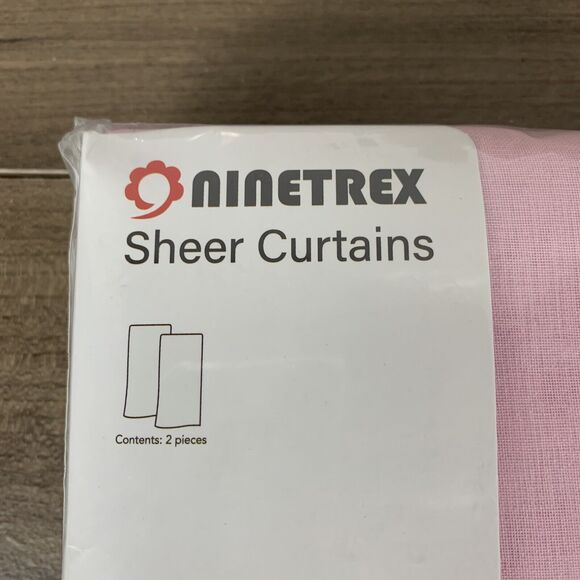 NINETREX
Sheer Curtains
Contents: 2 pieces